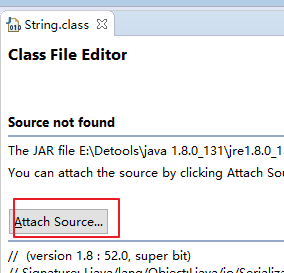 String.class
Class File Editor
Source not found
The JAR file E:\Detools\java 1.8.0_131\jre1.8.0_1
You can attach the source by clicking Attach Sou
Attach Source...
// (version 1.8 : 52.0, super bit)